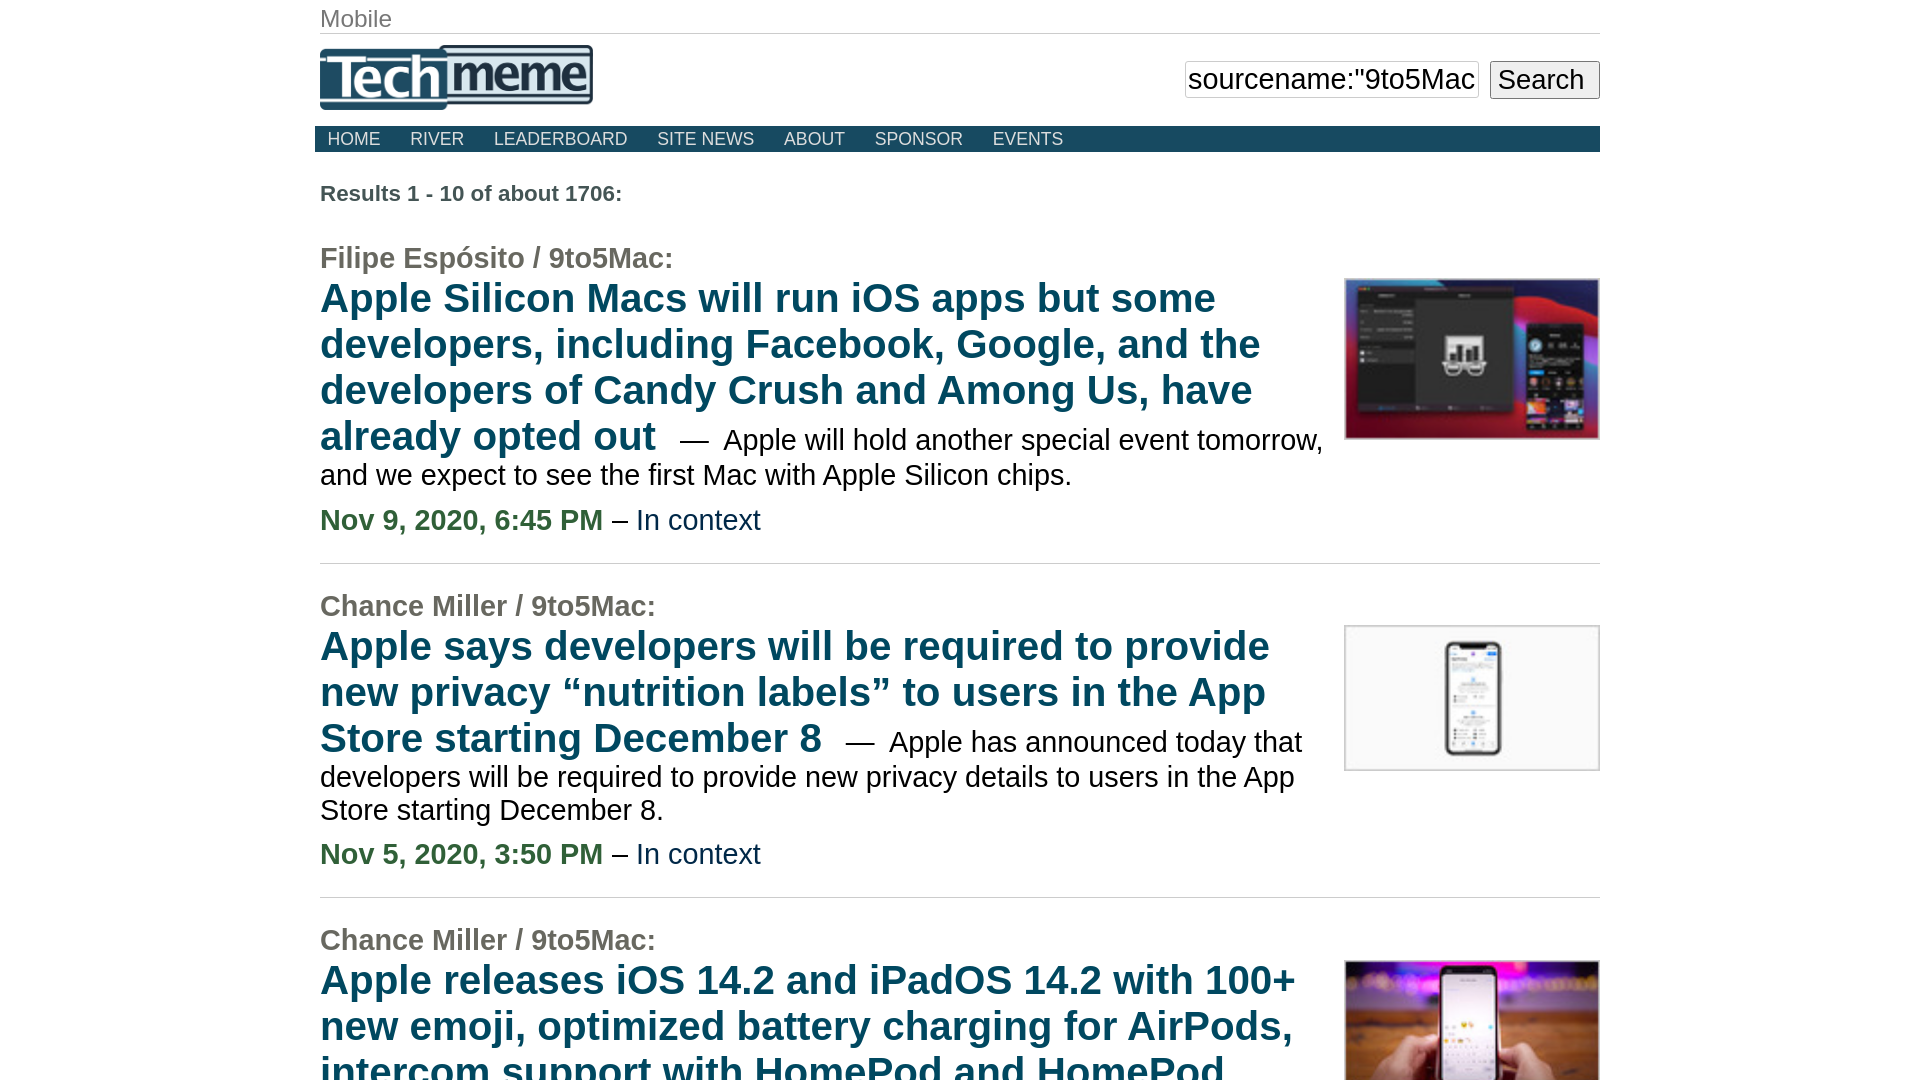 Mobile
Techmeme
sourcename:"9to5Mac
Search
HOME RIVER LEADERBOARD SITE NEWS ABOUT SPONSOR EVENTS
Results 1 - 10 of about 1706:
Filipe Espósito / 9to5Mac:
Apple Silicon Macs will run iOS apps but some
developers, including Facebook, Google, and the
developers of Candy Crush and Among Us, have
already opted out — Apple will hold another special event tomorrow,
and we expect to see the first Mac with Apple Silicon chips.
Nov 9, 2020, 6:45 PM – In context
Chance Miller / 9to5Mac:
Apple says developers will be required to provide
new privacy “nutrition labels” to users in the App
Store starting December 8 — Apple has announced today that
developers will be required to provide new privacy details to users in the App
Store starting December 8.
Nov 5, 2020, 3:50 PM – In context
Chance Miller / 9to5Mac:
Apple releases iOS 14.2 and iPadOS 14.2 with 100+
new emoji, optimized battery charging for AirPods,
intercom support with HomePod and HomePod